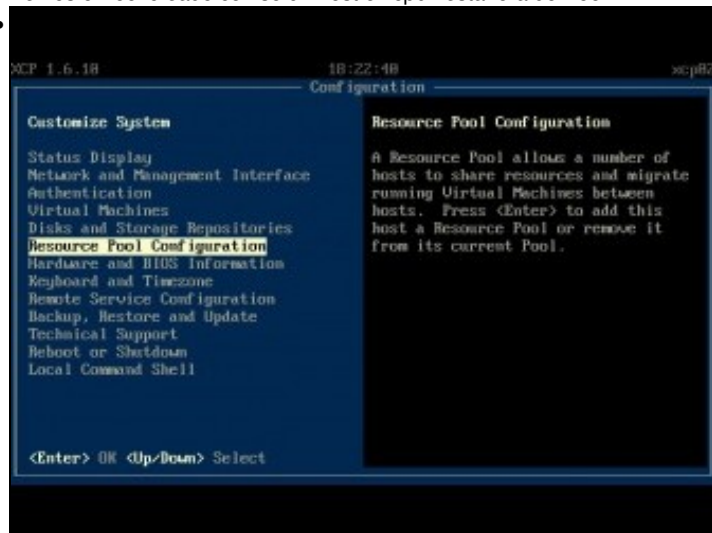 XCP 1.6.10 18:22:40 xcp02
Configuration
Customize System
Status Display
Network and Management Interface
Authentication
Virtual Machines
Disks and Storage Repositories
Resource Pool Configuration
Hardware and BIOS Information
Keyboard and Timezone
Remote Service Configuration
Backup, Restore and Update
Technical Support
Reboot or Shutdown
Local Command Shell
<Enter> OK <Up/Down> Select
Resource Pool Configuration
A Resource Pool allows a number of
hosts to share resources and migrate
running Virtual Machines between
hosts. Press <Enter> to add this
host a Resource Pool or remove it
from its current Pool.